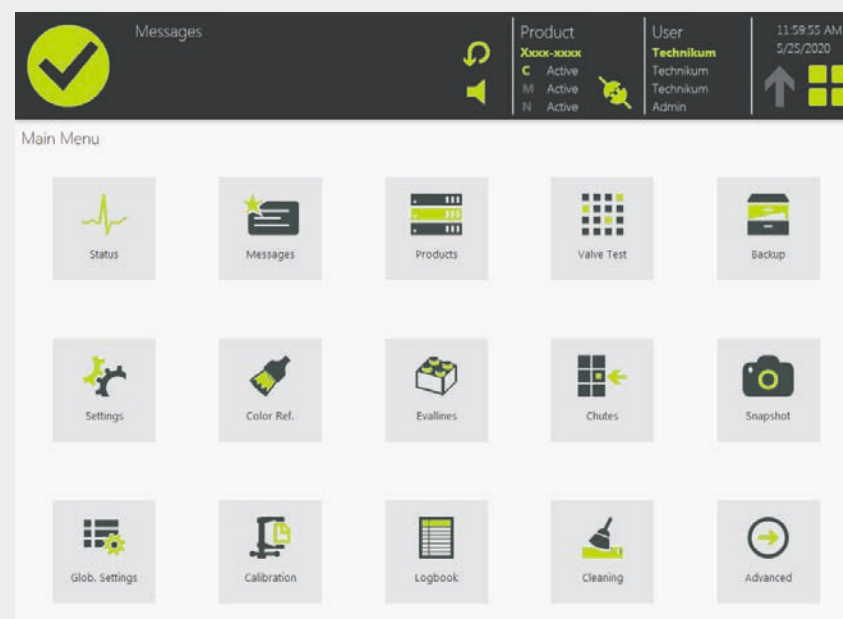 Messages
Product
Xxxx-xxxx
C Active
M Active
N Active
User
Technikum
Technikum
Technikum
Admin
11:59:55 AM
5/25/2020
Main Menu
Status
Messages
Products
Valve Test
Backup
Settings
Color Ref.
Evallines
Chutes
Snapshot
Glob. Settings
Calibration
Logbook
Cleaning
Advanced